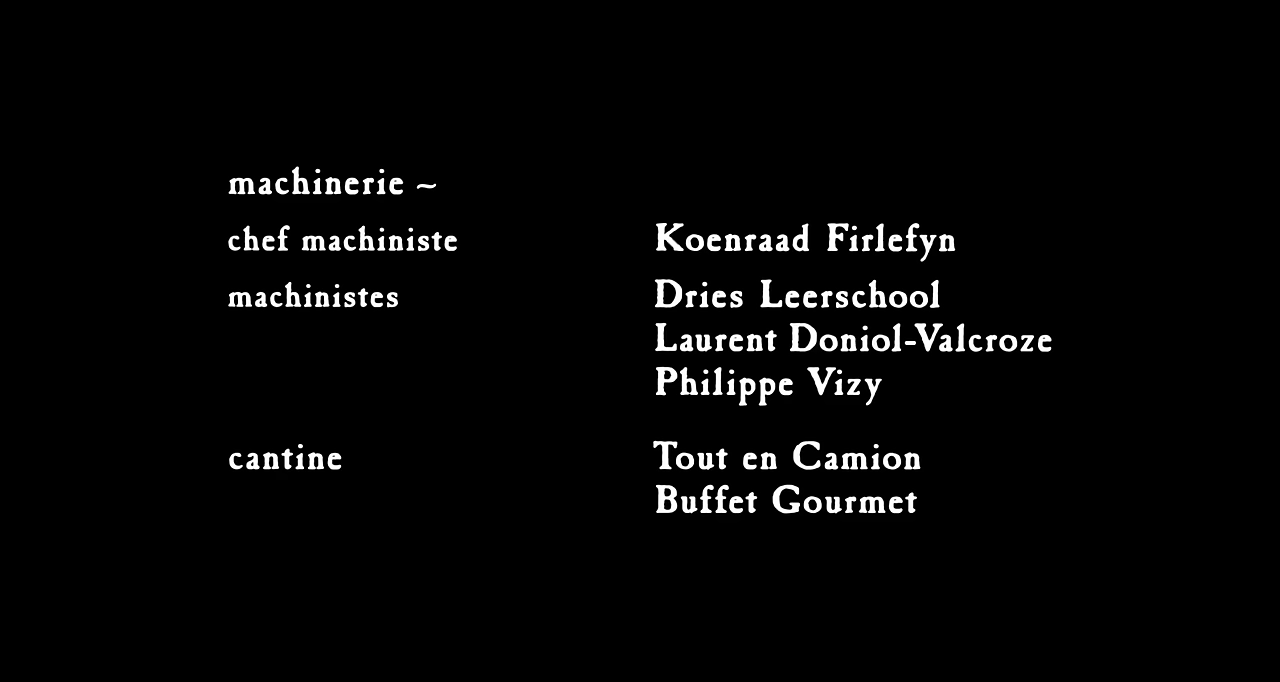 machinerie ~
chef machiniste Koenraad Firlefyn
machinistes Dries Leerschool
Laurent Doniol-Valcroze
Philippe Vizy
cantine Tout en Camion
Buffet Gourmet